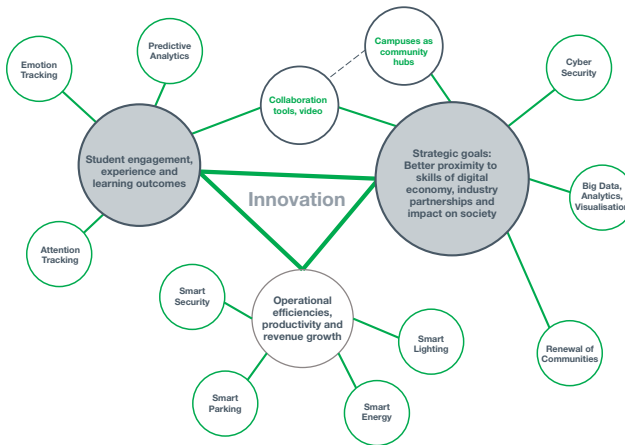 Campuses as
community
hubs
Predictive
Analytics
Emotion
Tracking
Cyber
Security
Collaboration
tools, video
Student engagement,
experience and
learning outcomes
Strategic goals:
Better proximity to
skills of digital
economy, industry
partnerships and
impact on society
Innovation
Big Data,
Analytics,
Visualisation
Attention
Tracking
Smart
Security
Operational
efficiencies,
productivity and
revenue growth
Smart
Lighting
Renewal of
Communities
Smart
Parking
Smart
Energy